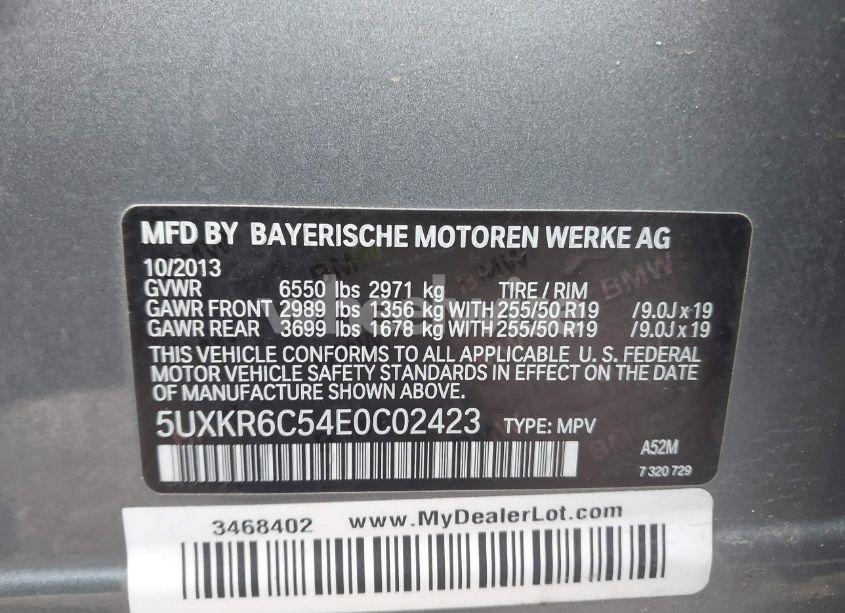 MFD BY BAYERISCHE MOTOREN WERKE AG
10/2013
GVWR 6550 lbs 2971 kg TIRE / RIM
GAWR FRONT 2989 lbs 1356 kg WITH 255/50 R19 /9.0J x 19
GAWR REAR 3699 lbs 1678 kg WITH 255/50 R19 /9.0J x 19
THIS VEHICLE CONFORMS TO ALL APPLICABLE U. S. FEDERAL
MOTOR VEHICLE SAFETY STANDARDS IN EFFECT ON THE DATE
OF MANUFACTURE SHOWN ABOVE.
5UXKR6C54E0C02423 TYPE: MPV
A52M
7 320 729
3468402 www.MyDealerLot.com